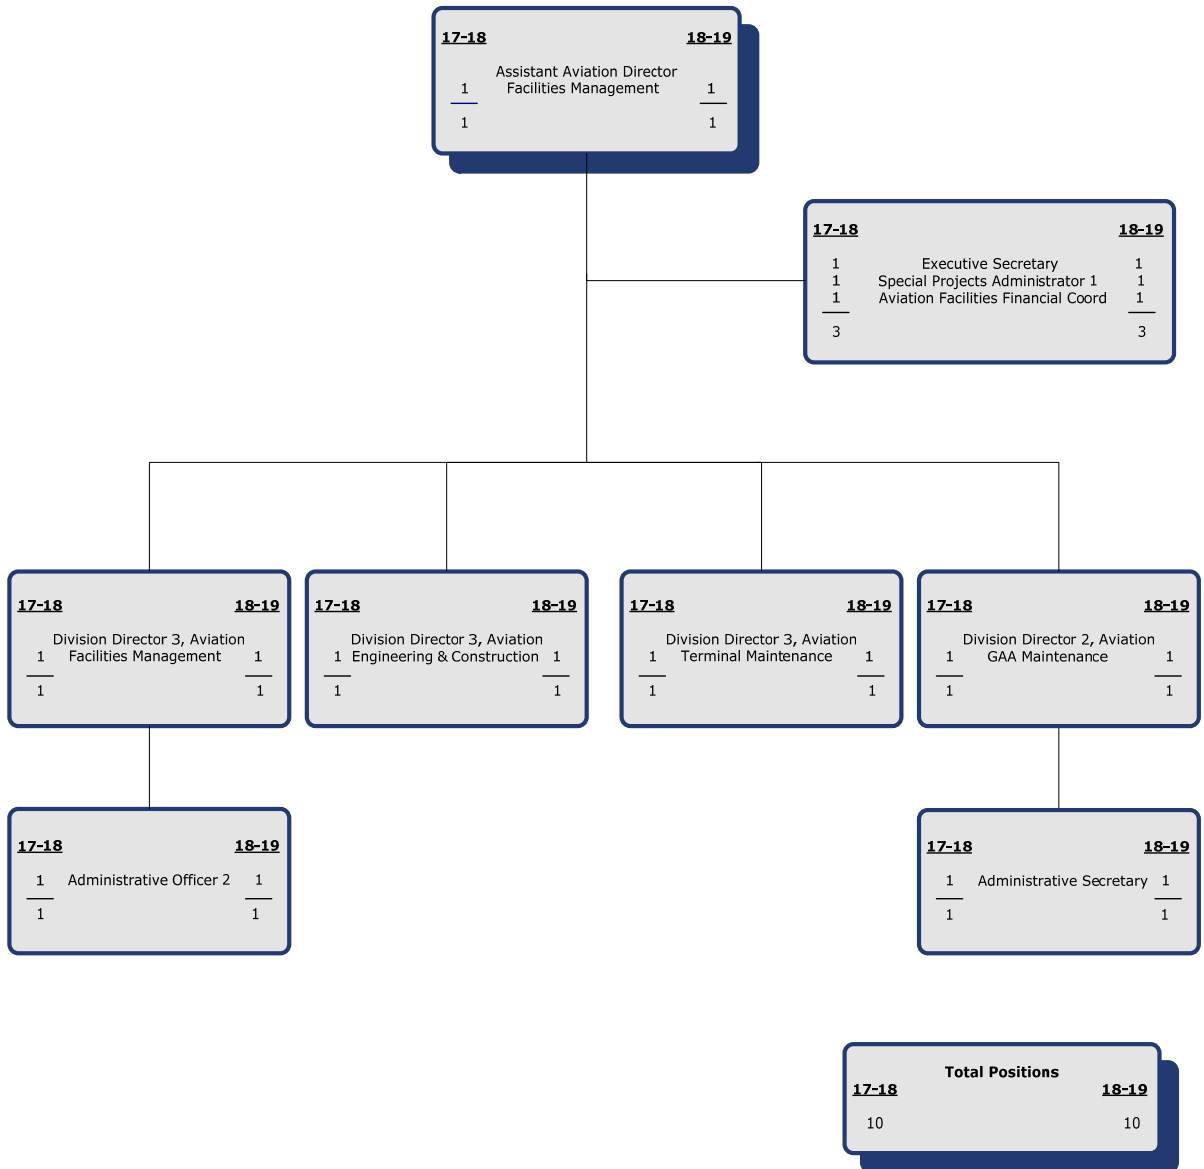 17-18 18-19
Assistant Aviation Director
1 Facilities Management 1
1 1
17-18 18-19
1 Executive Secretary 1
1 Special Projects Administrator 1 1
1 Aviation Facilities Financial Coord 1
3 3
17-18 18-19
Division Director 3, Aviation
1 Facilities Management 1
1 1
17-18 18-19
Division Director 3, Aviation
1 Engineering & Construction 1
1 1
17-18 18-19
Division Director 3, Aviation
1 Terminal Maintenance 1
1 1
17-18 18-19
Division Director 2, Aviation
1 GAA Maintenance 1
1 1
17-18 18-19
1 Administrative Officer 2 1
1 1
17-18 18-19
1 Administrative Secretary 1
1 1
Total Positions
17-18 18-19
10 10